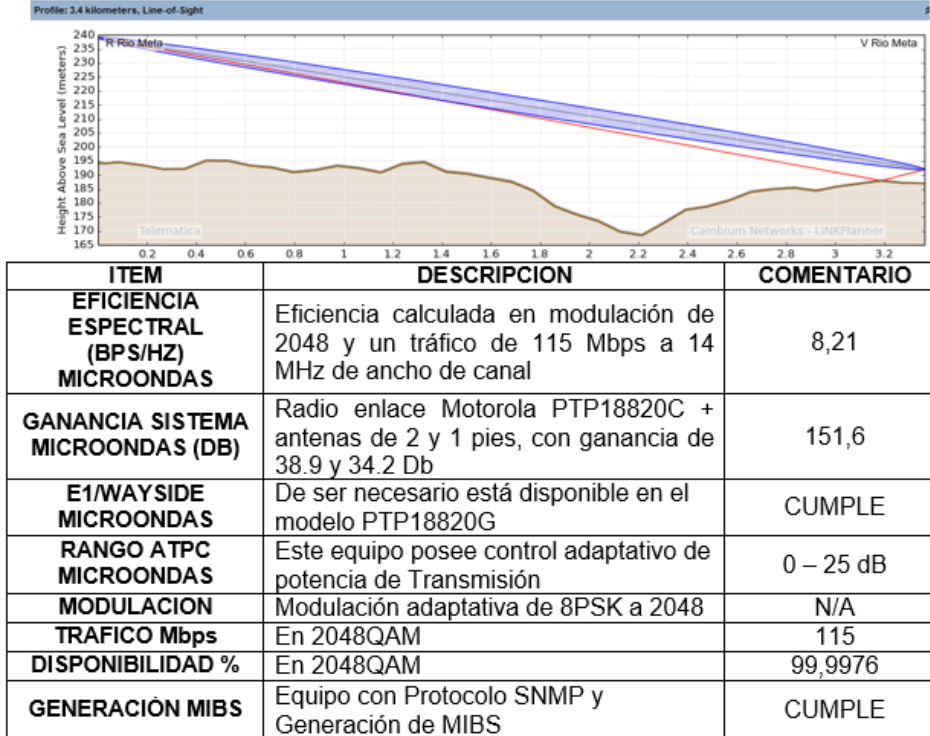 Profile: 3.4 kilometers, Line-of-Sight
R Rio Meta
V Rio Meta
Height Above Sea Level (meters)
240
235
230
225
220
215
210
205
200
195
190
185
180
175
170
165
Telematica
Cambium Networks - LINKPlanner
0.2 0.4 0.6 0.8 1 1.2 1.4 1.6 1.8 2 2.2 2.4 2.6 2.8 3 3.2
ITEM DESCRIPCION COMENTARIO
EFICIENCIA
ESPECTRAL
(BPS/HZ)
MICROONDAS
Eficiencia calculada en modulación de
2048 y un tráfico de 115 Mbps a 14
MHz de ancho de canal
8,21
GANANCIA SISTEMA
MICROONDAS (DB)
Radio enlace Motorola PTP18820C +
antenas de 2 y 1 pies, con ganancia de
38.9 y 34.2 Db
151,6
E1/WAYSIDE
MICROONDAS
De ser necesario está disponible en el
modelo PTP18820G
CUMPLE
RANGO ATPC
MICROONDAS
Este equipo posee control adaptativo de
potencia de Transmisión
0 – 25 dB
MODULACION Modulación adaptativa de 8PSK a 2048 N/A
TRAFICO Mbps En 2048QAM 115
DISPONIBILIDAD % En 2048QAM 99,9976
GENERACIÓN MIBS
Equipo con Protocolo SNMP y
Generación de MIBS
CUMPLE